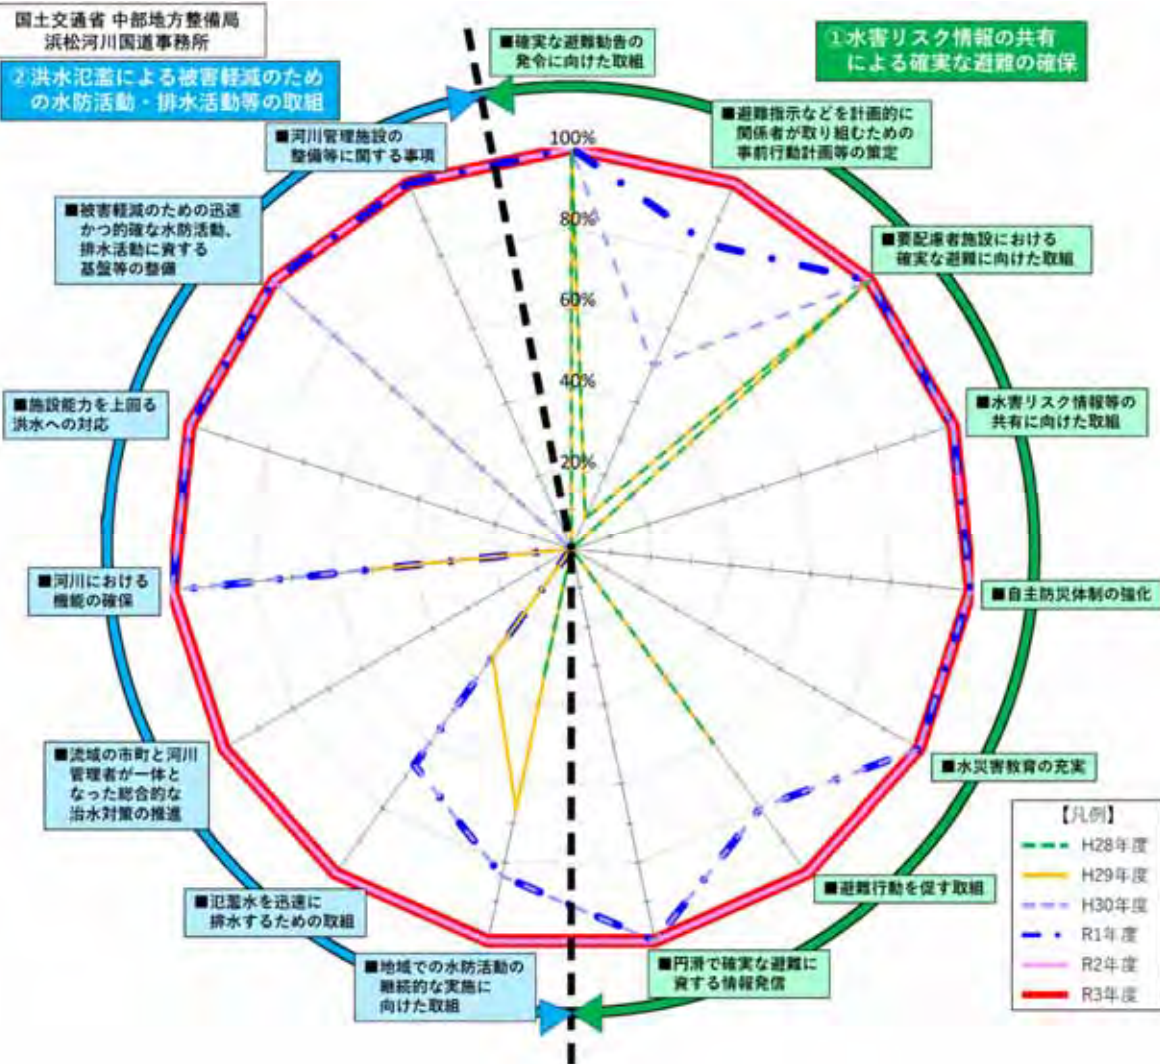 国土交通省 中部地方整備局
浜松河川国道事務所
②洪水氾濫による被害軽減のため
の水防活動・排水活動等の取組
①水害リスク情報の共有
による確実な避難の確保
■確実な避難勧告の
発令に向けた取組
■避難指示などを計画的に
関係者が取り組むための
事前行動計画等の策定
■要配慮者施設における
確実な避難に向けた取組
■水害リスク情報等の
共有に向けた取組
■自主防災体制の強化
■水災害教育の充実
■避難行動を促す取組
■円滑で確実な避難に
資する情報発信
■地域での水防活動の
継続的な実施に
向けた取組
■氾濫水を迅速に
排水するための取組
■流域の市町と河川
管理者が一体と
なった総合的な
治水対策の推進
■河川における
機能の確保
■施設能力を上回る
洪水への対応
■被害軽減のための迅速
かつ的確な水防活動、
排水活動に資する
基盤等の整備
■河川管理施設の
整備等に関する事項
100%
80%
60%
40%
20%
【凡例】
H28年度
H29年度
H30年度
R1年度
R2年度
R3年度